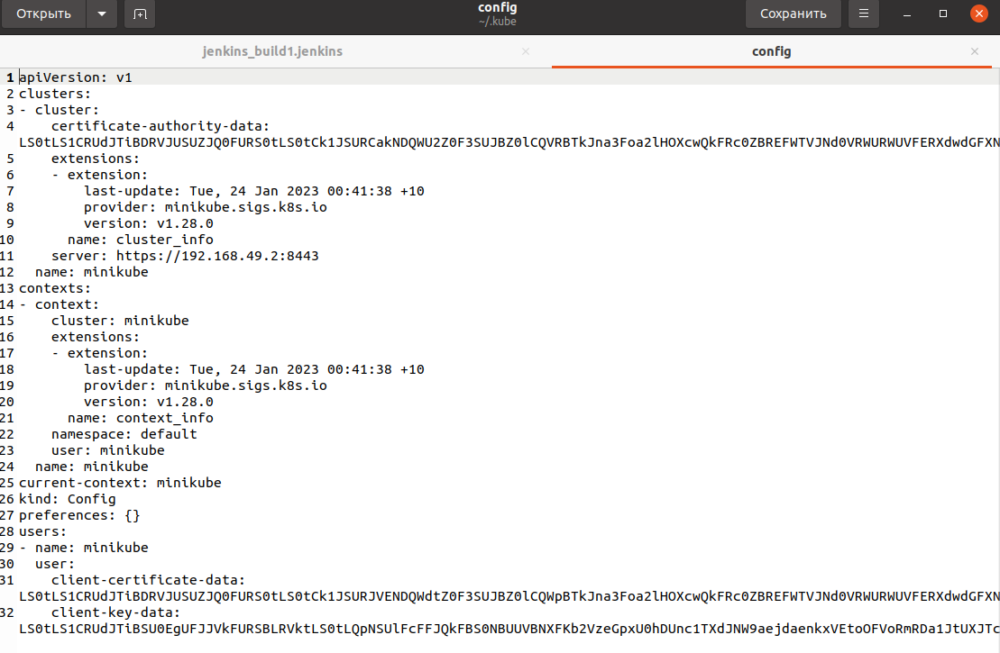 Открыть
config
~/.kube
Сохранить
jenkins_build1.jenkins
config
1 apiVersion: v1
2 clusters:
3 - cluster:
4 certificate-authority-data:
5 extensions:
6 - extension:
7 last-update: Tue, 24 Jan 2023 00:41:38 +10
8 provider: minikube.sigs.k8s.io
9 version: v1.28.0
10 name: cluster_info
11 server: https://192.168.49.2:8443
12 name: minikube
13 contexts:
14 - context:
15 cluster: minikube
16 extensions:
17 - extension:
18 last-update: Tue, 24 Jan 2023 00:41:38 +10
19 provider: minikube.sigs.k8s.io
20 version: v1.28.0
21 name: context_info
22 namespace: default
23 user: minikube
24 name: minikube
25 current-context: minikube
26 kind: Config
27 preferences: {}
28 users:
29 - name: minikube
30 user:
31 client-certificate-data:
32 client-key-data: